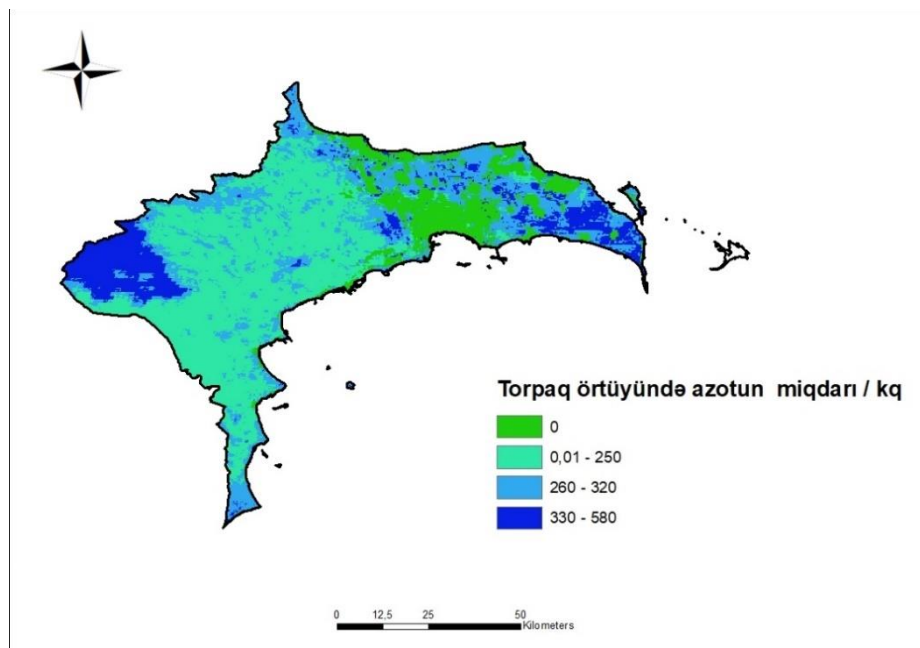 Torpaq örtüyündə azotun miqdarı / kq
0
0,01 - 250
260 - 320
330 - 580
0 12,5 25 50
Kilometers